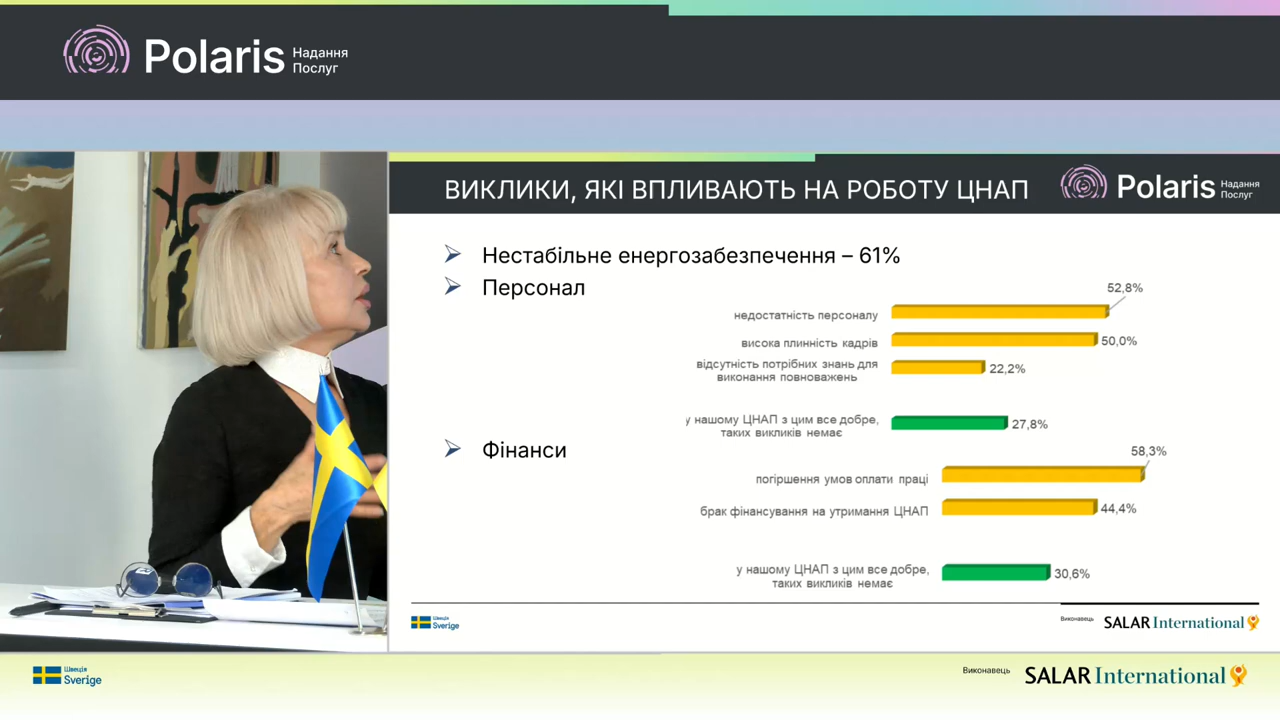 Polaris Надання
Послуг
ВИКЛИКИ, ЯКІ ВПЛИВАЮТЬ НА РОБОТУ ЦНАП
Polaris Надання
Послуг
Нестабільне енергозабезпечення – 61%
Персонал
52,8%
недостатність персоналу
висока плинність кадрів 50,0%
відсутність потрібних знань для
виконання повноважень
22,2%
у нашому ЦНАП з цим все добре,
таких викликів немає
27,8%
Фінанси
58,3%
погіршення умов оплати праці
брак фінансування на утримання ЦНАП 44,4%
у нашому ЦНАП з цим все добре,
таких викликів немає
30,6%
Швеція
Sverige
Виконавець SALAR International
Швеція
Sverige
Виконавець SALAR International